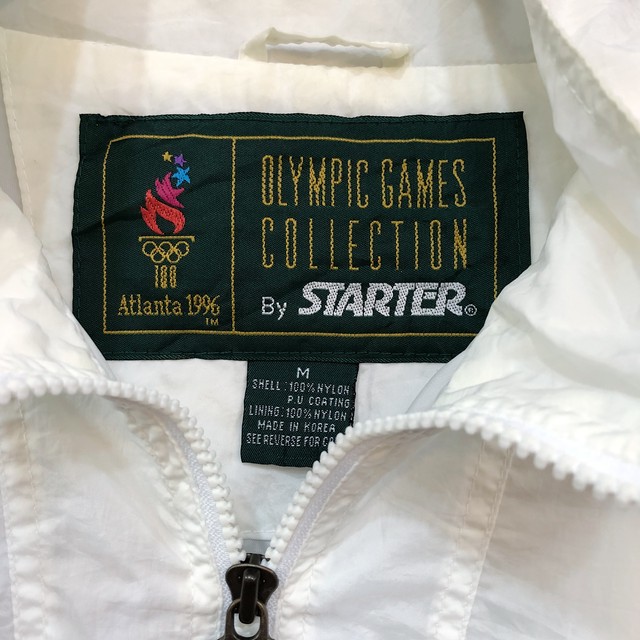 OLYMPIC GAMES
COLLECTION
By STARTER®
100
Atlanta 1996
TM
M
SHELL: 100% NYLON
P.U COATING
LINING: 100% NYLON
MADE IN KOREA
SEE REVERSE FOR